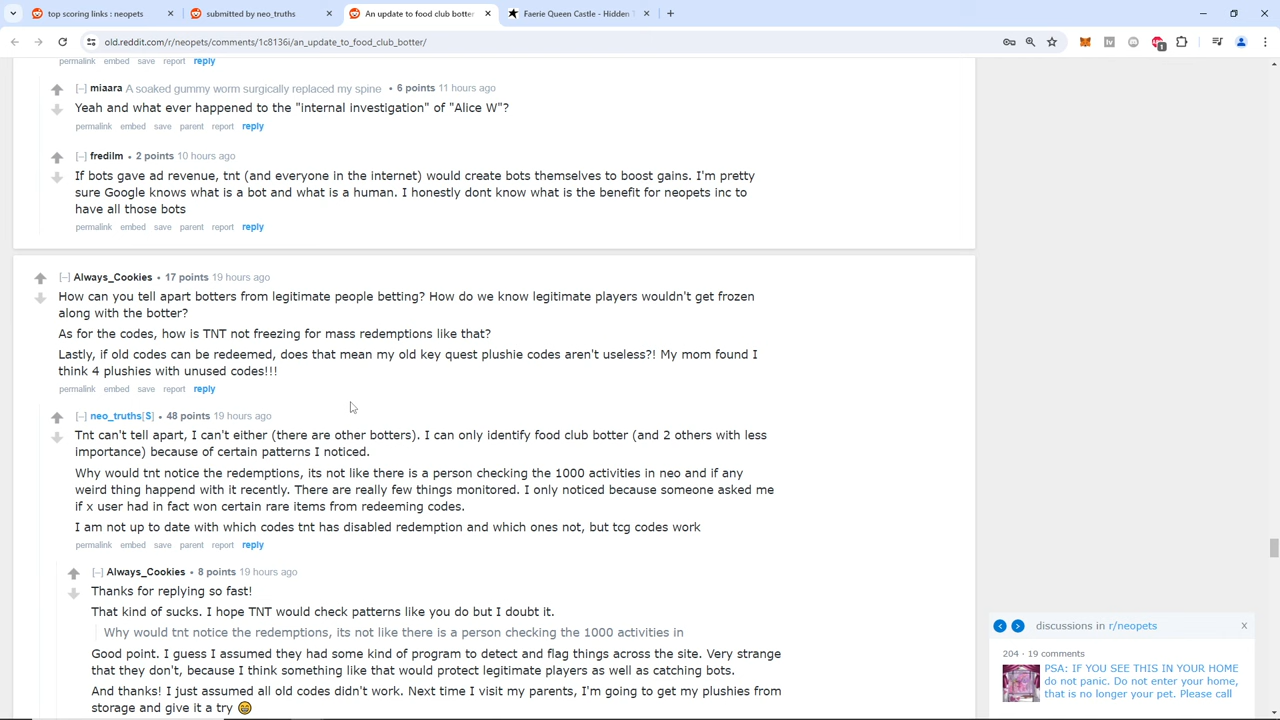 top scoring links : neopets
submitted by neo_truths
An update to food club botter
Faerie Queen Castle - Hidden T
old.reddit.com/r/neopets/comments/1c8136i/an_update_to_food_club_botter/
permalink embed save report reply
[–] miaara A soaked gummy worm surgically replaced my spine • 6 points 11 hours ago
Yeah and what ever happened to the "internal investigation" of "Alice W"?
permalink embed save parent report reply
[–] fredilm • 2 points 10 hours ago
If bots gave ad revenue, tnt (and everyone in the internet) would create bots themselves to boost gains. I'm pretty
sure Google knows what is a bot and what is a human. I honestly dont know what is the benefit for neopets inc to
have all those bots
permalink embed save parent report reply
[–] Always_Cookies • 17 points 19 hours ago
How can you tell apart botters from legitimate people betting? How do we know legitimate players wouldn't get frozen
along with the botter?
As for the codes, how is TNT not freezing for mass redemptions like that?
Lastly, if old codes can be redeemed, does that mean my old key quest plushie codes aren't useless?! My mom found I
think 4 plushies with unused codes!!!
permalink embed save report reply
[–] neo_truths[S] • 48 points 19 hours ago
Tnt can't tell apart, I can't either (there are other botters). I can only identify food club botter (and 2 others with less
importance) because of certain patterns I noticed.
Why would tnt notice the redemptions, its not like there is a person checking the 1000 activities in neo and if any
weird thing happend with it recently. There are really few things monitored. I only noticed because someone asked me
if x user had in fact won certain rare items from redeeming codes.
I am not up to date with which codes tnt has disabled redemption and which ones not, but tcg codes work
permalink embed save parent report reply
[–] Always_Cookies • 8 points 19 hours ago
Thanks for replying so fast!
That kind of sucks. I hope TNT would check patterns like you do but I doubt it.
Why would tnt notice the redemptions, its not like there is a person checking the 1000 activities in
Good point. I guess I assumed they had some kind of program to detect and flag things across the site. Very strange
that they don't, because I think something like that would protect legitimate players as well as catching bots.
And thanks! I just assumed all old codes didn't work. Next time I visit my parents, I'm going to get my plushies from
storage and give it a try 😁
discussions in r/neopets X
204 · 19 comments
PSA: IF YOU SEE THIS IN YOUR HOME
do not panic. Do not enter your home,
that is no longer your pet. Please call